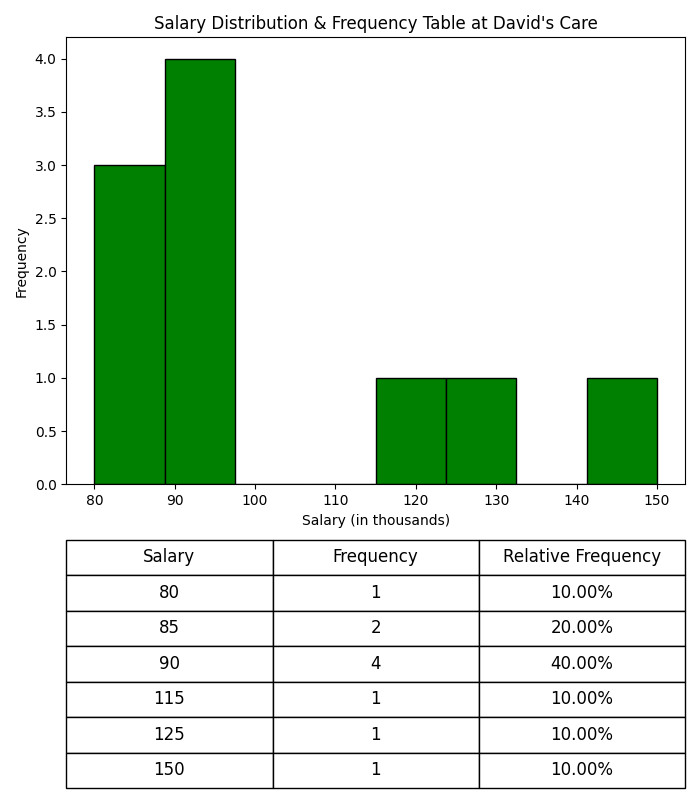 Salary Distribution & Frequency Table at David's Care
4.0
3.5
3.0
2.5
2.0
1.5
1.0
0.5
0.0
Frequency
80 90 100 110 120 130 140 150
Salary (in thousands)
Salary Frequency Relative Frequency
80 1 10.00%
85 2 20.00%
90 4 40.00%
115 1 10.00%
125 1 10.00%
150 1 10.00%